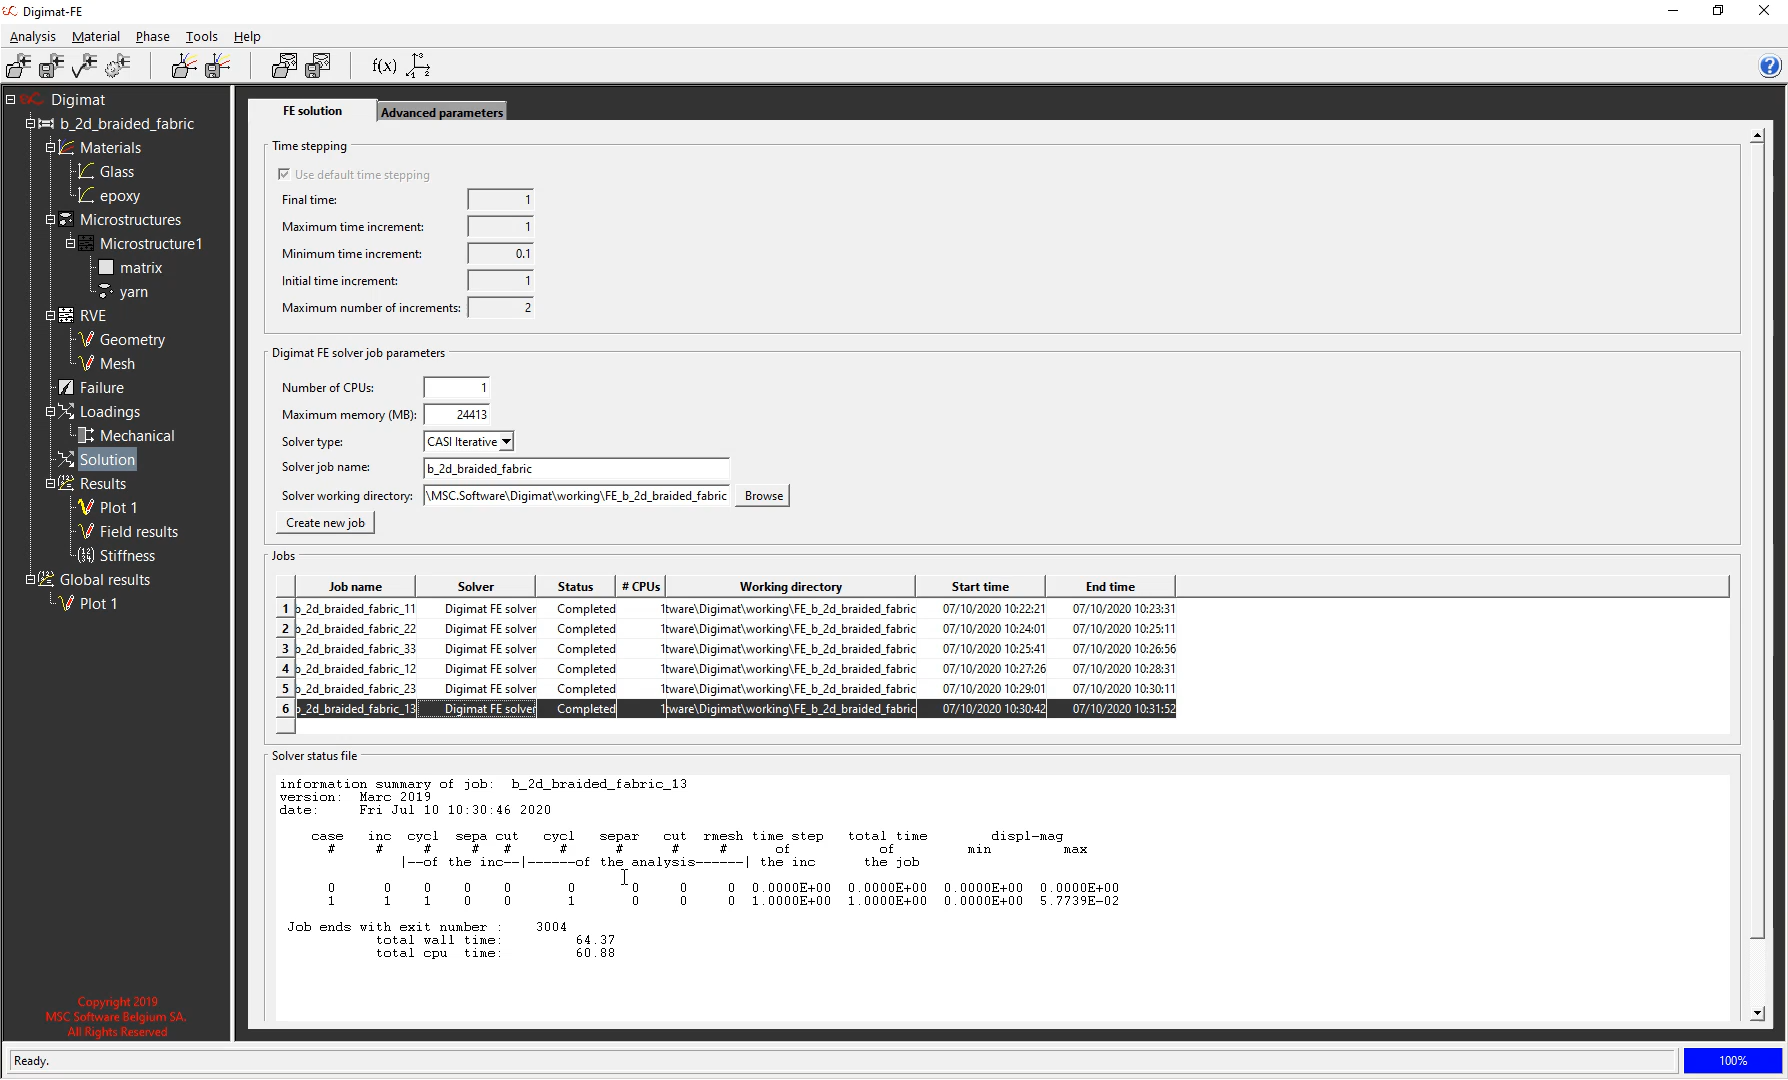 Digimat-FE
Analysis Material Phase Tools Help
f(x)
Digimat
b_2d_braided_fabric
Materials
Glass
epoxy
Microstructures
Microstructure1
matrix
yarn
RVE
Geometry
Mesh
Failure
Loadings
Mechanical
Solution
Results
Plot 1
Field results
Stiffness
Global results
Plot 1
Copyright 2019
MSC Software Belgium SA.
All Rights Reserved
FE solution Advanced parameters
Time stepping
Use default time stepping
Final time: 1
Maximum time increment: 1
Minimum time increment: 0.1
Initial time increment: 1
Maximum number of increments: 2
Digimat FE solver job parameters
Number of CPUs: 1
Maximum memory (MB): 24413
Solver type: CASI Iterative
Solver job name: b_2d_braided_fabric
Solver working directory: \MSC.Software\Digimat\working\FE_b_2d_braided_fabric Browse
Create new job
Jobs
Job name Solver Status # CPUs Working directory Start time End time
1 b_2d_braided_fabric_11 Digimat FE solver Completed 1 tware\Digimat\working\FE_b_2d_braided_fabric 07/10/2020 10:22:21 07/10/2020 10:23:31
2 b_2d_braided_fabric_22 Digimat FE solver Completed 1 tware\Digimat\working\FE_b_2d_braided_fabric 07/10/2020 10:24:01 07/10/2020 10:25:11
3 b_2d_braided_fabric_33 Digimat FE solver Completed 1 tware\Digimat\working\FE_b_2d_braided_fabric 07/10/2020 10:25:41 07/10/2020 10:26:56
4 b_2d_braided_fabric_12 Digimat FE solver Completed 1 tware\Digimat\working\FE_b_2d_braided_fabric 07/10/2020 10:27:26 07/10/2020 10:28:31
5 b_2d_braided_fabric_23 Digimat FE solver Completed 1 tware\Digimat\working\FE_b_2d_braided_fabric 07/10/2020 10:29:01 07/10/2020 10:30:11
6 b_2d_braided_fabric_13 Digimat FE solver Completed 1 tware\Digimat\working\FE_b_2d_braided_fabric 07/10/2020 10:30:42 07/10/2020 10:31:52
Solver status file
information summary of job: b_2d_braided_fabric_13
version: Marc 2019
date: Fri Jul 10 10:30:46 2020
case inc cycl sepa cut cycl separ cut rmesh time step total time displ-mag
# # # # # # # # # of of min max
|--of the inc--|------of the analysis------| the inc the job
0 0 0 0 0 0 0 0 0 0.0000E+00 0.0000E+00 0.0000E+00 0.0000E+00
1 1 1 0 0 1 0 0 0 1.0000E+00 1.0000E+00 0.0000E+00 5.7739E-02
Job ends with exit number : 3004
total wall time: 64.37
total cpu time: 60.88
Ready. 100%